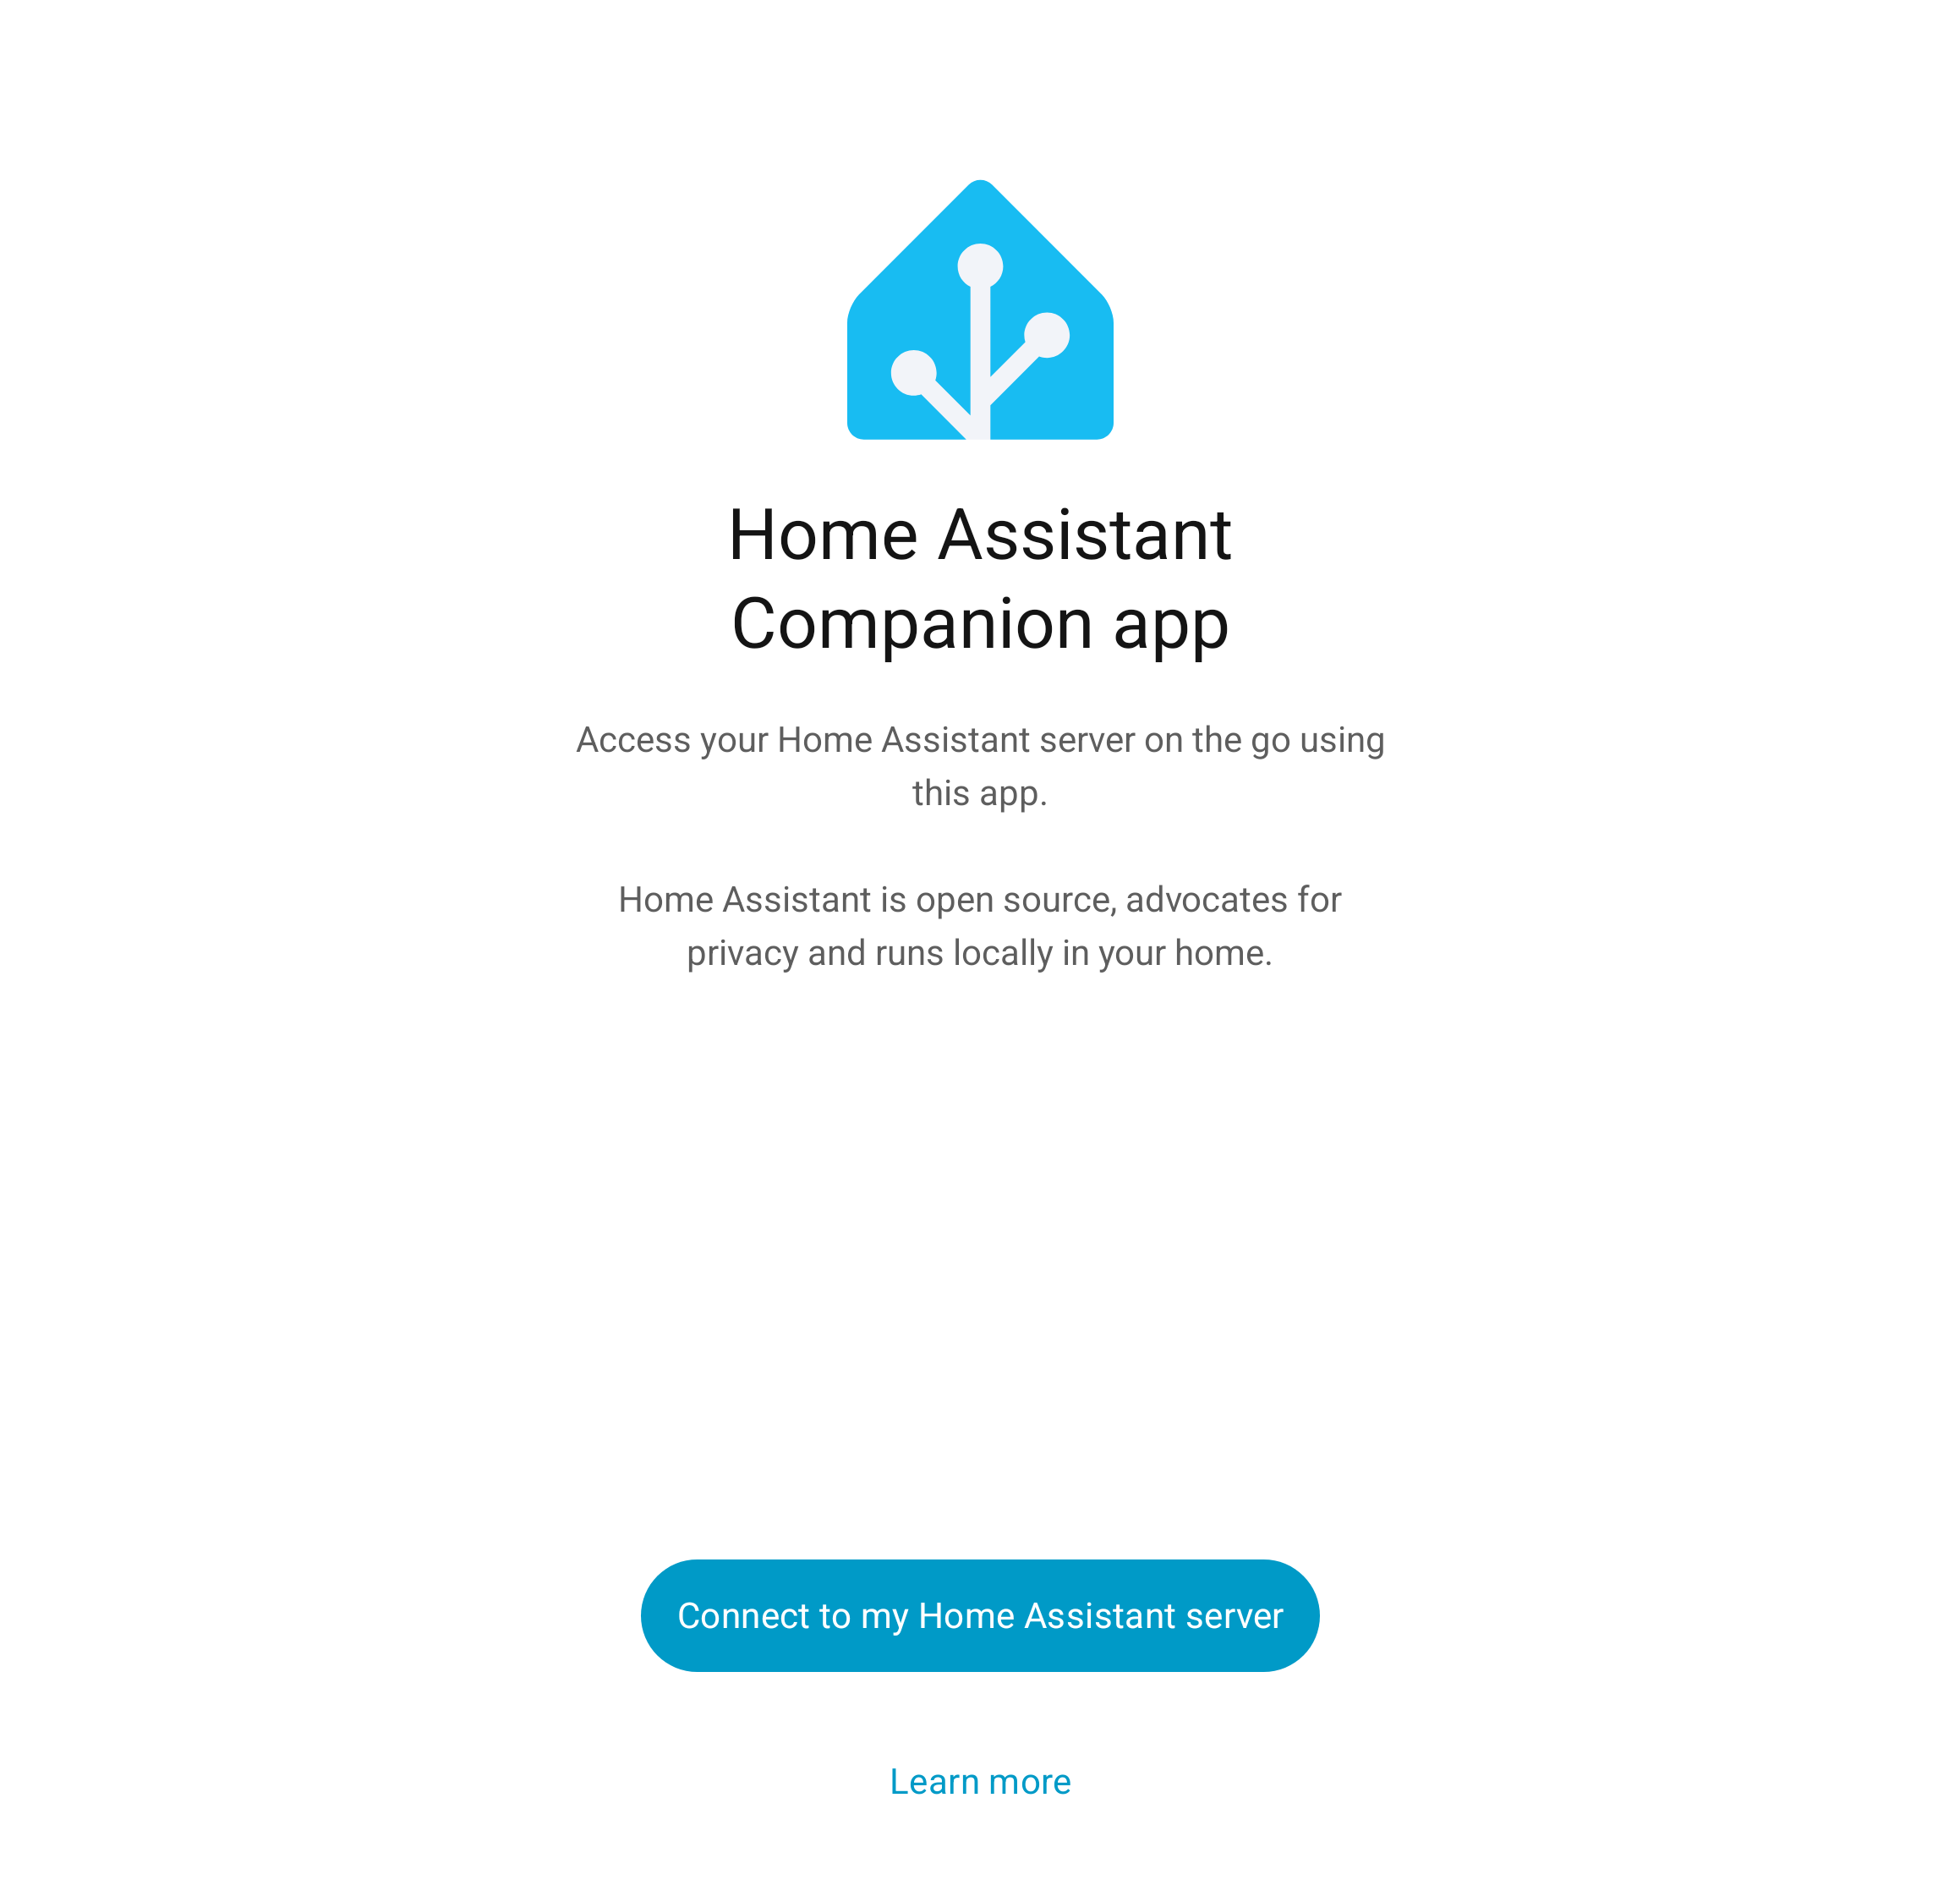 Home Assistant
Companion app
Access your Home Assistant server on the go using
this app.
Home Assistant is open source, advocates for
privacy and runs locally in your home.
Connect to my Home Assistant server
Learn more